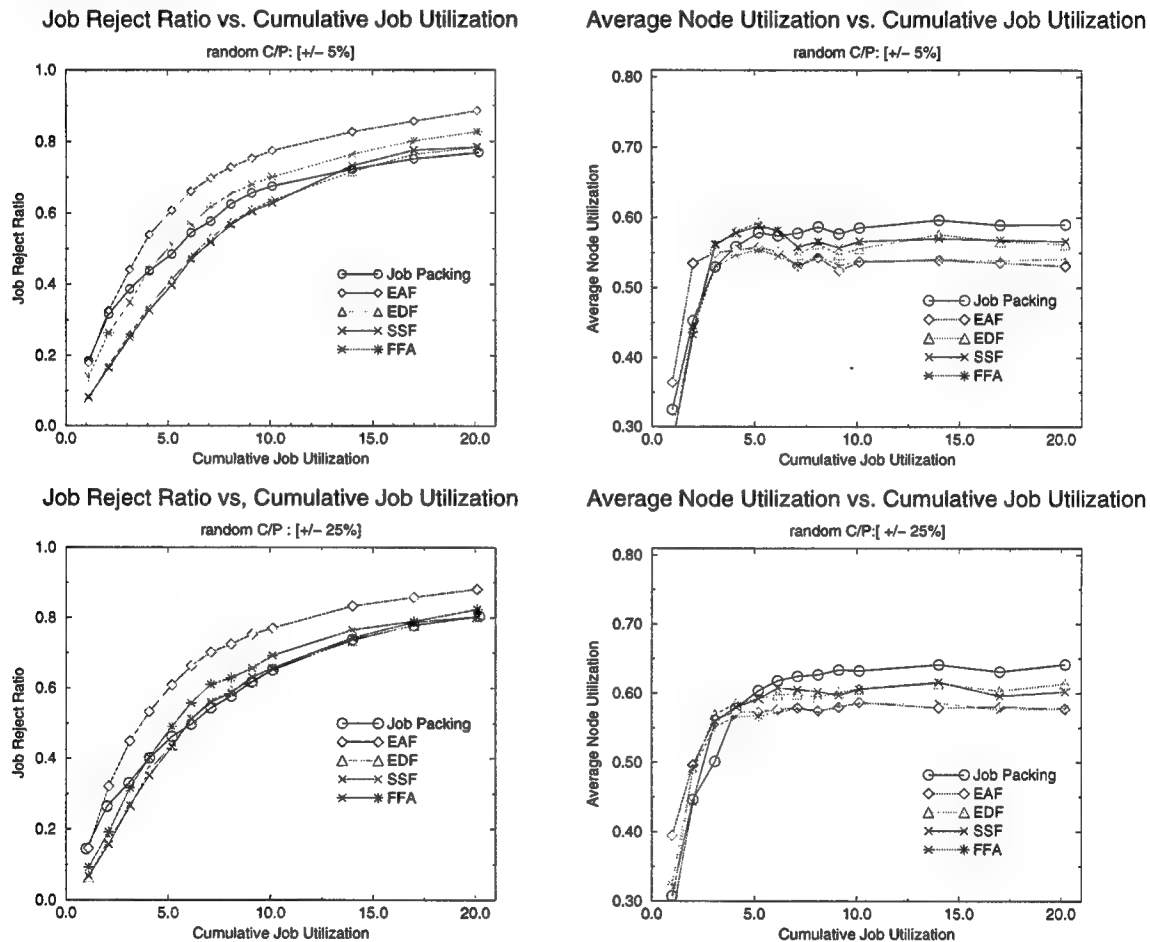 Job Reject Ratio vs. Cumulative Job Utilization
random C/P: [+/– 5%]
1.0
0.8
0.6
0.4
0.2
0.0
Job Reject Ratio
Job Packing
EAF
EDF
SSF
FFA
0.0 5.0 10.0 15.0 20.0
Cumulative Job Utilization
Average Node Utilization vs. Cumulative Job Utilization
random C/P: [+/– 5%]
0.80
0.70
0.60
0.50
0.40
0.30
Average Node Utilization
Job Packing
EAF
EDF
SSF
FFA
0.0 5.0 10.0 15.0 20.0
Cumulative Job Utilization
Job Reject Ratio vs, Cumulative Job Utilization
random C/P : [+/– 25%]
1.0
0.8
0.6
0.4
0.2
0.0
Job Reject Ratio
Job Packing
EAF
EDF
SSF
FFA
0.0 5.0 10.0 15.0 20.0
Cumulative Job Utilization
Average Node Utilization vs. Cumulative Job Utilization
random C/P:[ +/– 25%]
0.80
0.70
0.60
0.50
0.40
0.30
Average Node Utilization
Job Packing
EAF
EDF
SSF
FFA
0.0 5.0 10.0 15.0 20.0
Cumulative Job Utilization